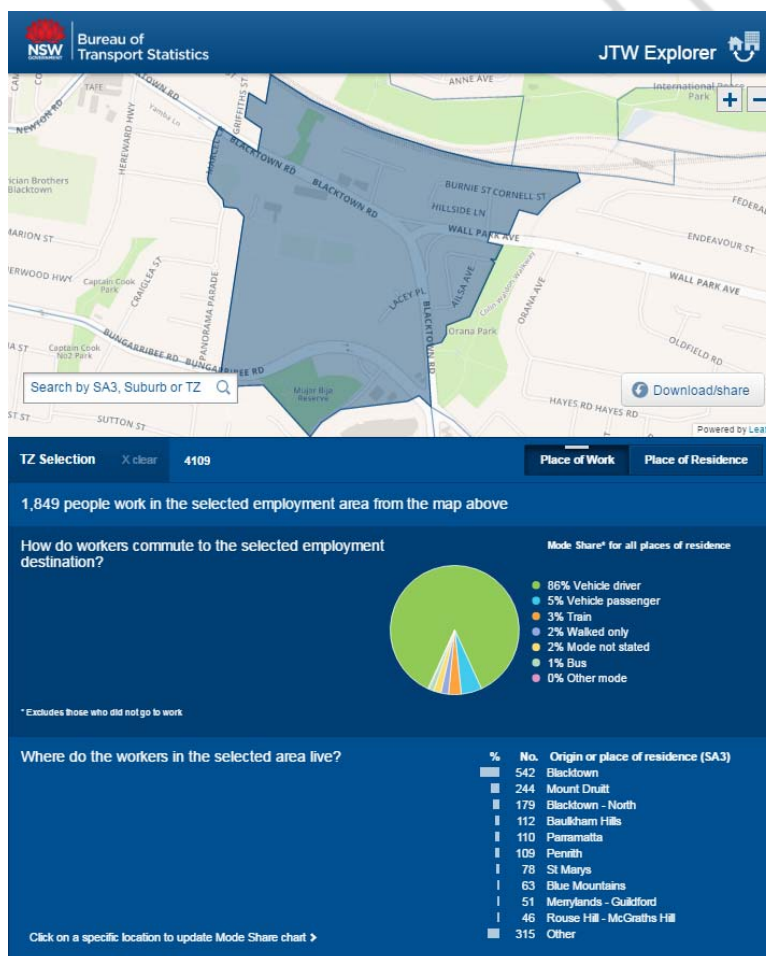 NSW
GOVERNMENT
Bureau of
Transport Statistics
JTW Explorer
TAFE
ANNE AVE
International Peace
Park
+
NEWTON RD
Yamba Ln
GRIFFITHS ST
HEREWARD HWY
BLACKTOWN RD
BLACKTOWN RD
BURNIE ST CORNELL ST
HILLSIDE LN
WALL PARK AVE
ENDEAVOUR ST
WALL PARK AVE
Captain Cook
Park
CRAIGLEA ST
PANORAMA PARADE
LACEY PL
AILSA AVE
BLACKTOWN RD
ORANA AVE
Orana Park
OLDFIELD RD
Captain Cook
No2 Park
BUNGARRIBEE RD
Search by SA3, Suburb or TZ
Download/share
HAYES RD HAYES RD
SUTTON ST
Powered by Leaf
TZ Selection
X clear
4109
Place of Work
Place of Residence
1,849 people work in the selected employment area from the map above
How do workers commute to the selected employment
destination?
Mode Share* for all places of residence
86% Vehicle driver
5% Vehicle passenger
3% Train
2% Walked only
2% Mode not stated
1% Bus
0% Other mode
* Excludes those who did not go to work
Where do the workers in the selected area live?
% No. Origin or place of residence (SA3)
542 Blacktown
244 Mount Druitt
179 Blacktown - North
112 Baulkham Hills
110 Parramatta
109 Penrith
78 St Marys
63 Blue Mountains
51 Merrylands - Guildford
46 Rouse Hill - McGraths Hill
315 Other
Click on a specific location to update Mode Share chart >